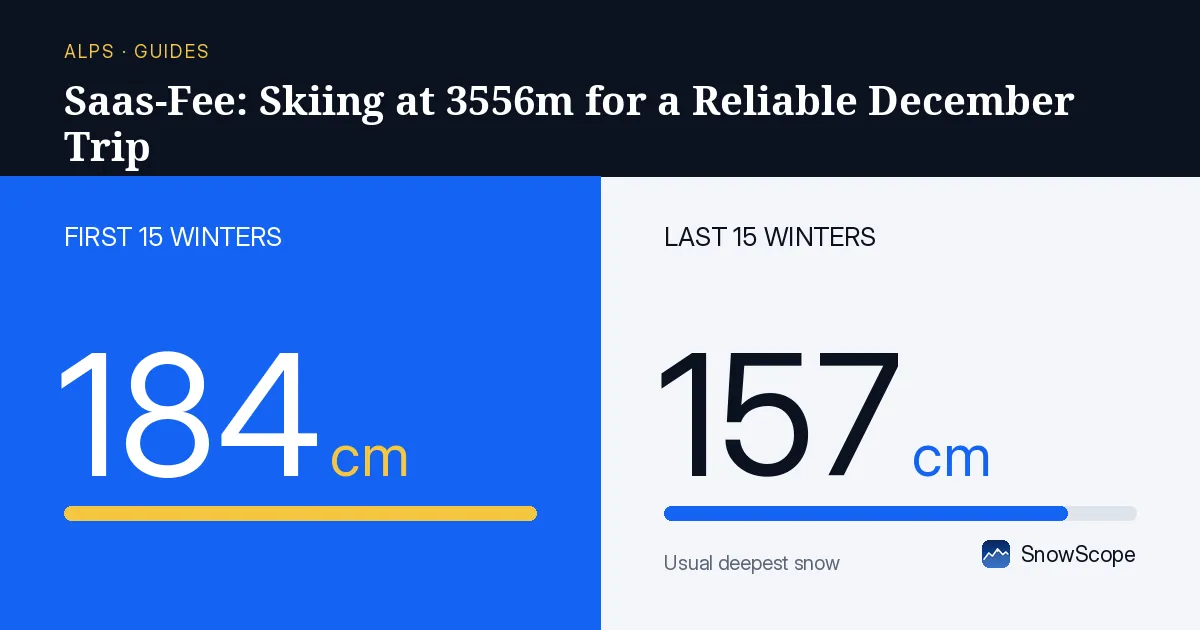 ALPS · GUIDES
Saas-Fee: Skiing at 3556m for a Reliable December
Trip
FIRST 15 WINTERS
184 cm
LAST 15 WINTERS
157 cm
Usual deepest snow
SnowScope